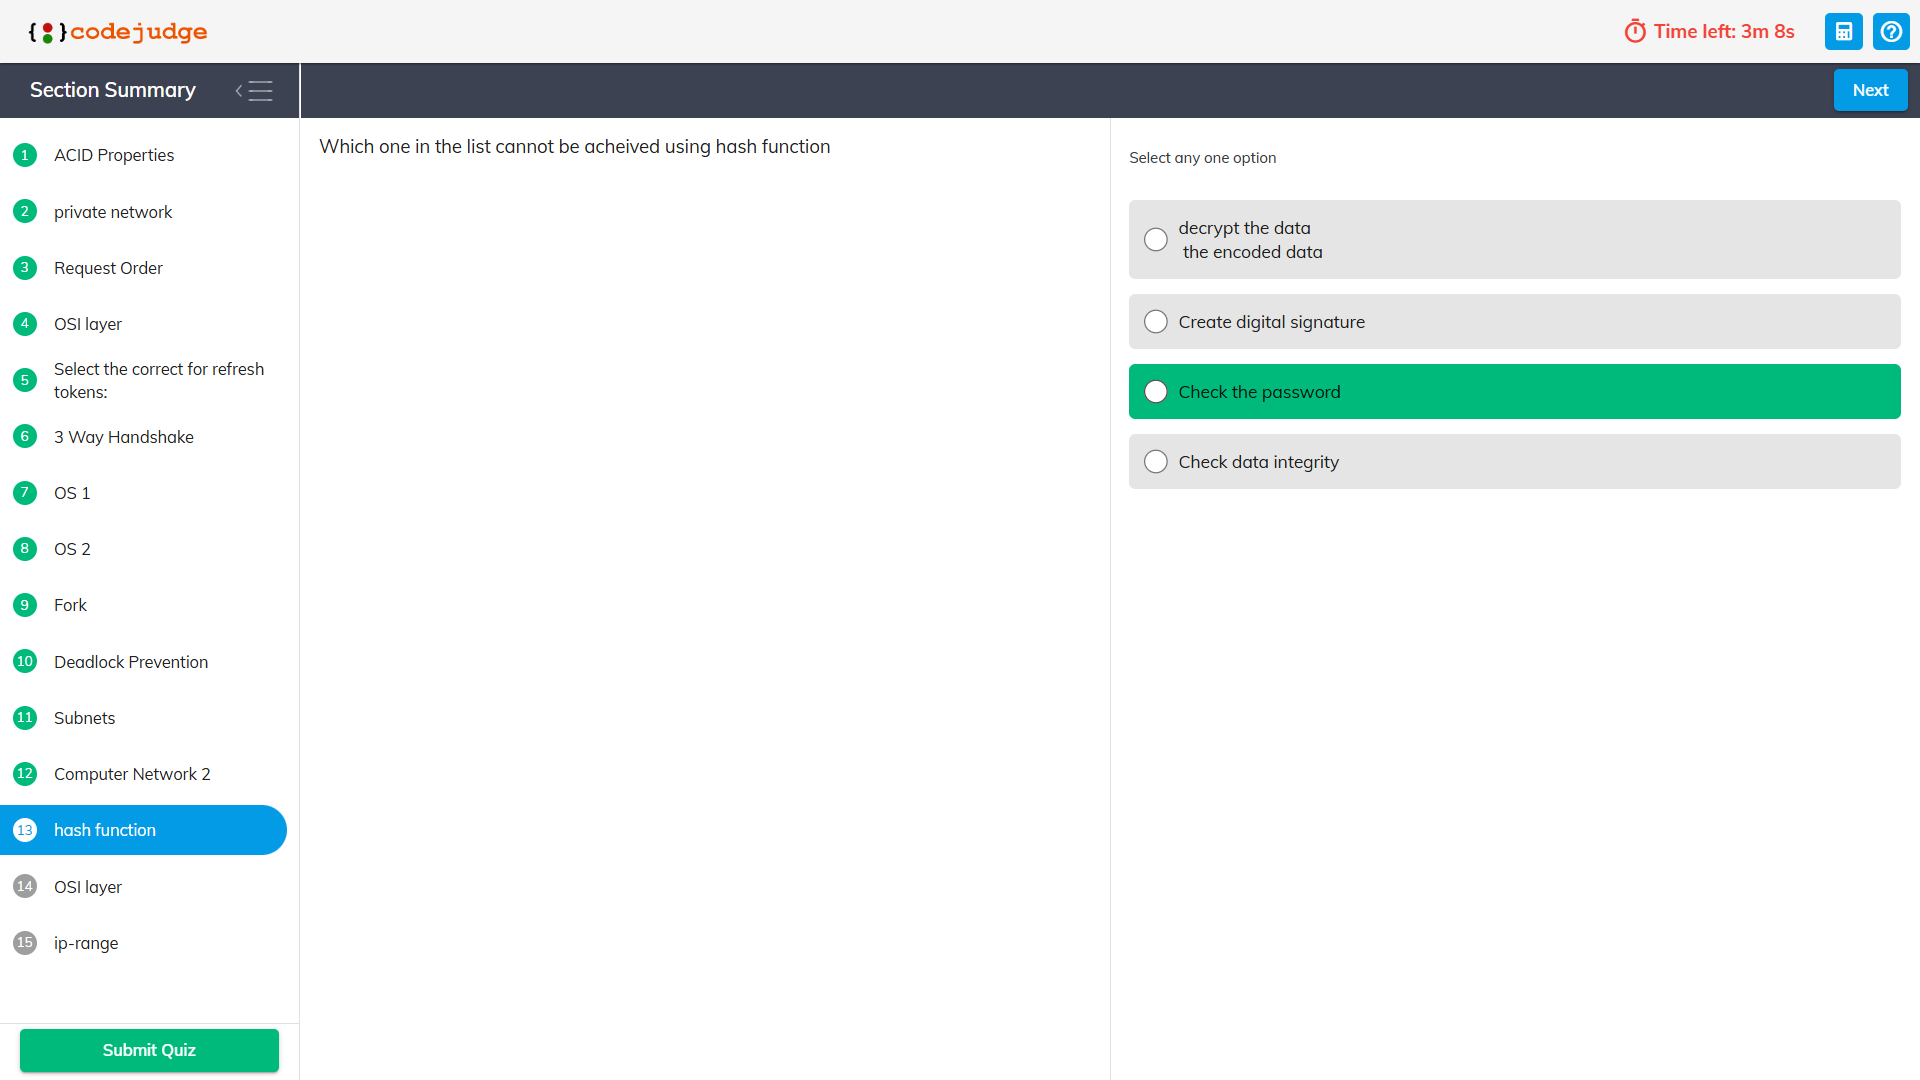 { }codejudge
Time left: 3m 8s
Section Summary
Next
1 ACID Properties
2 private network
3 Request Order
4 OSI layer
5 Select the correct for refresh
tokens:
6 3 Way Handshake
7 OS 1
8 OS 2
9 Fork
10 Deadlock Prevention
11 Subnets
12 Computer Network 2
13 hash function
14 OSI layer
15 ip-range
Submit Quiz
Which one in the list cannot be acheived using hash function
Select any one option
decrypt the data
the encoded data
Create digital signature
Check the password
Check data integrity